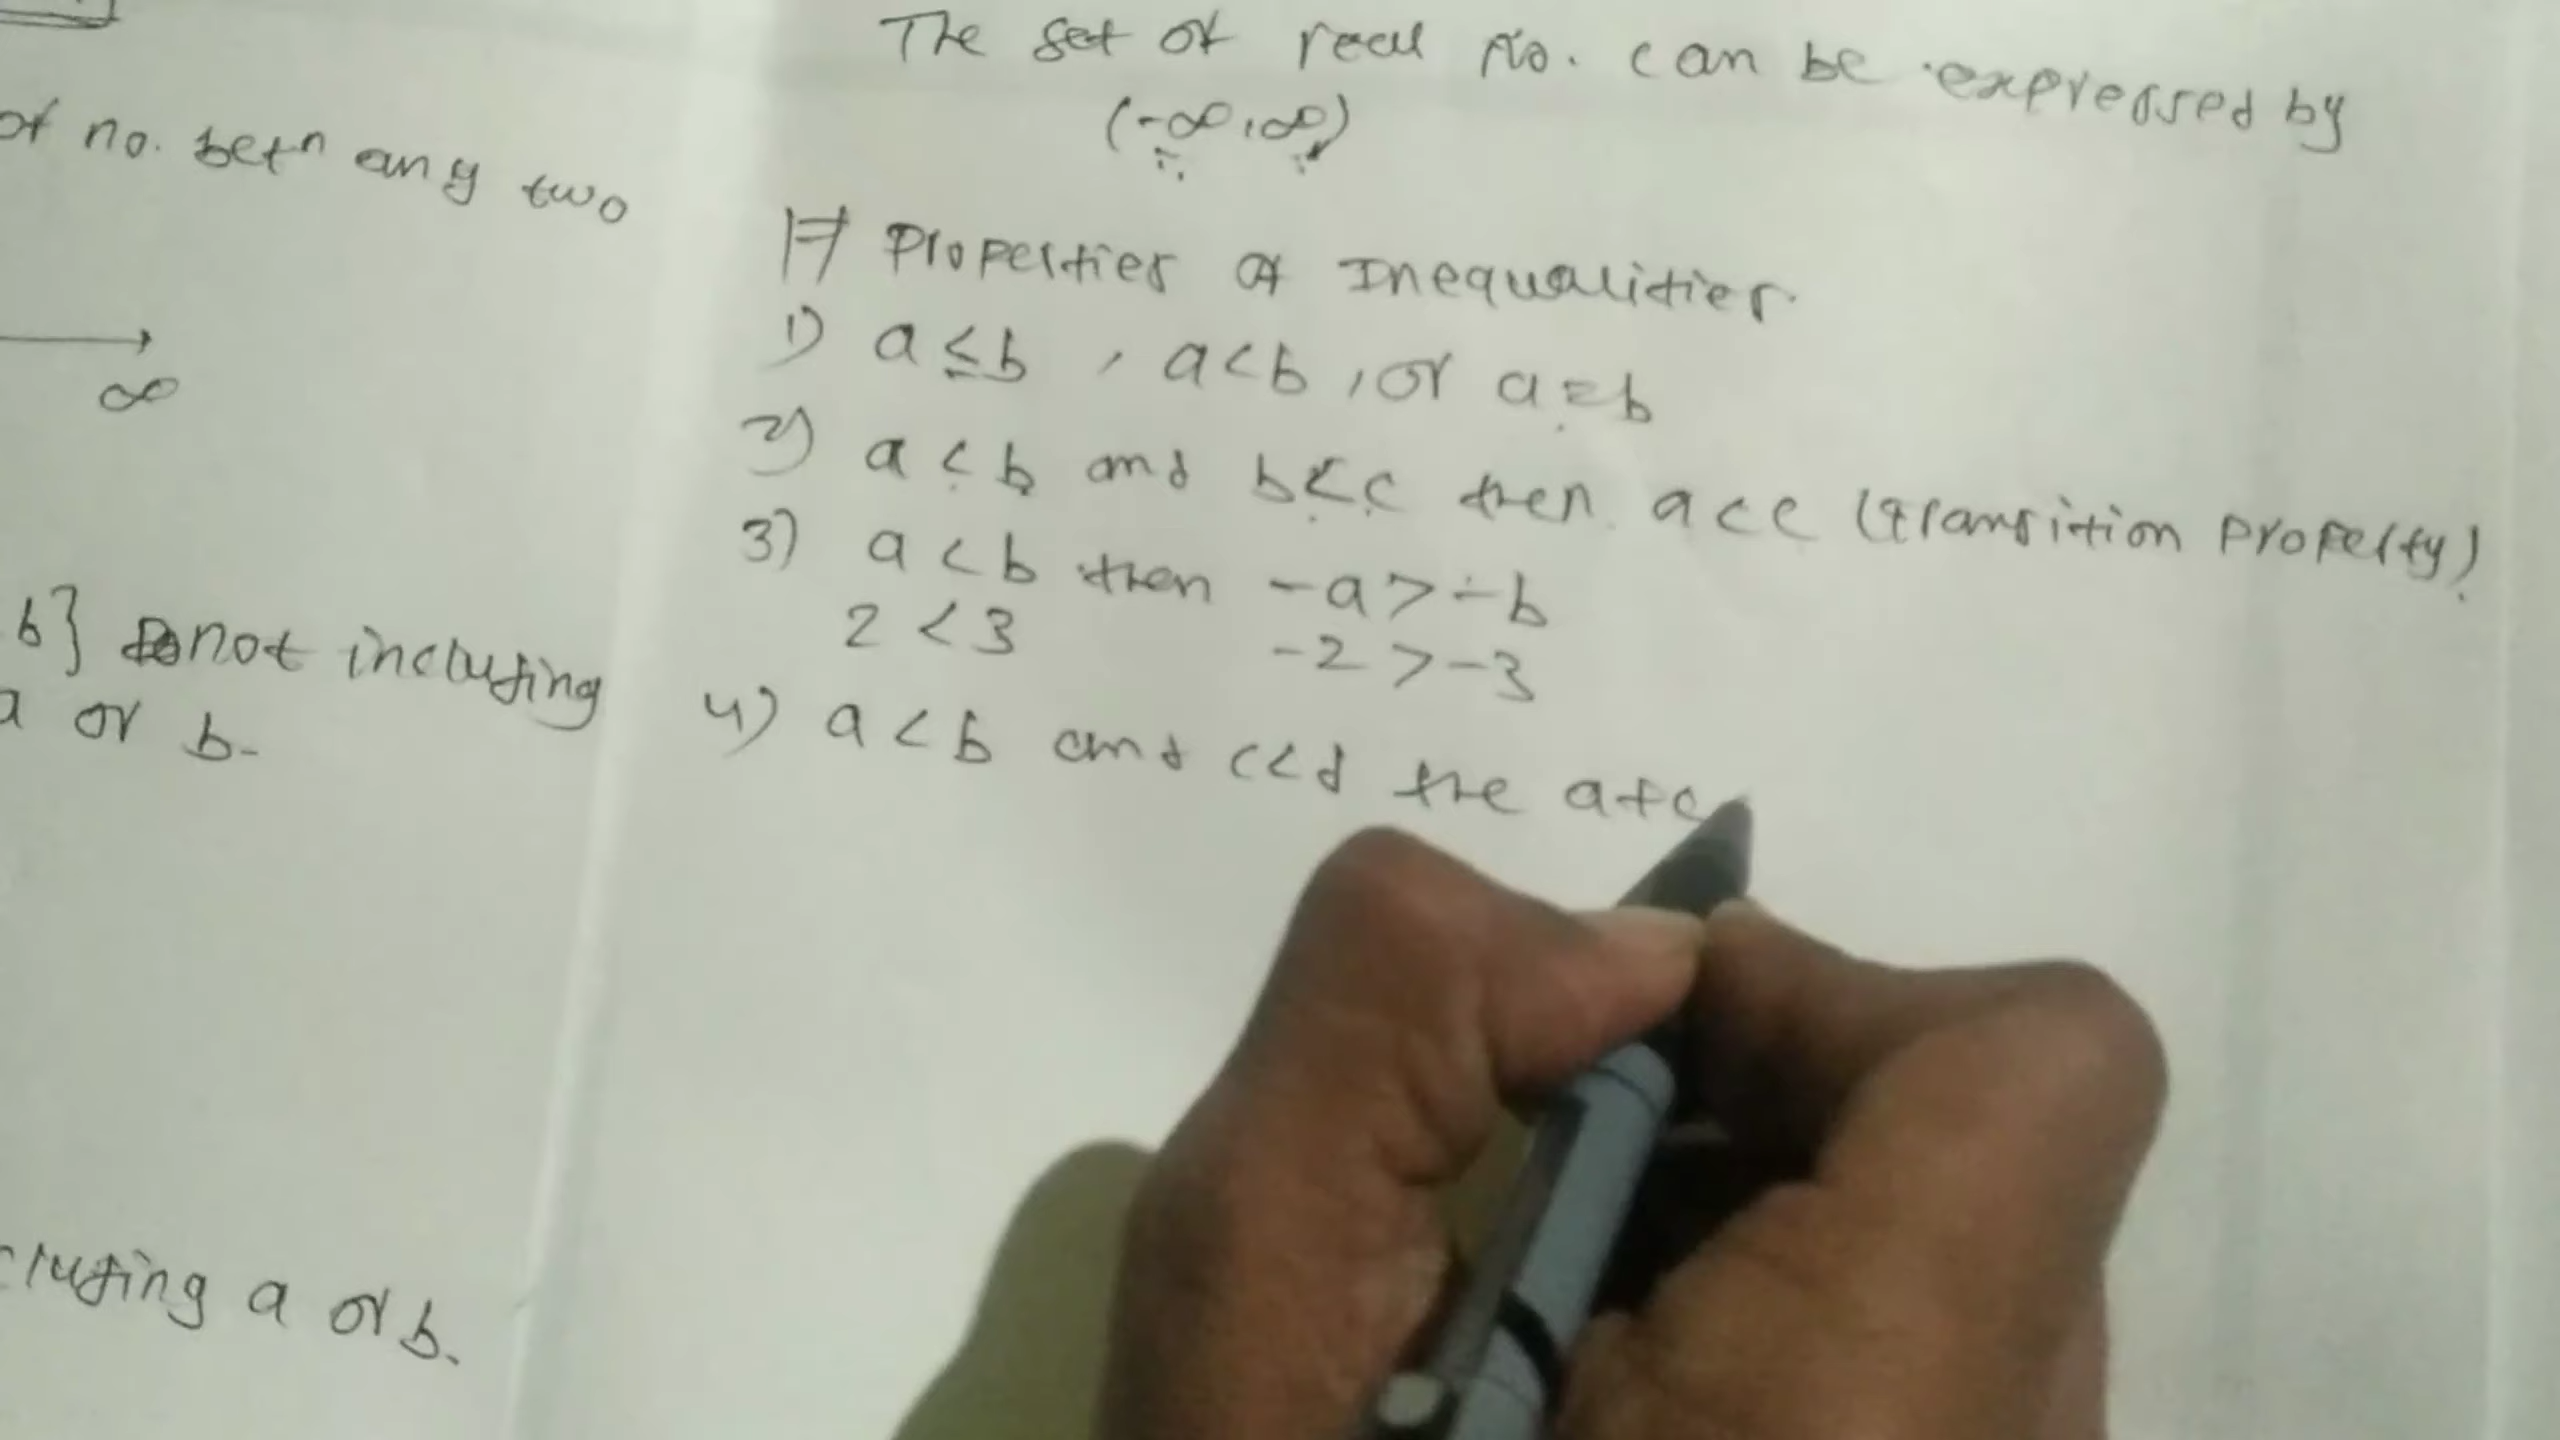 of no. betn any two
∞
b} not including
a or b.
cluding a or b.
The set of real No. can be expressed by
(-∞,∞)
# Properties of Inequalities.
1) a ≤ b , a < b , or a = b
2) a < b and b < c then a < c (transition property)
3) a < b then -a > -b
2 < 3 -2 > -3
4) a < b and c < d the a + c